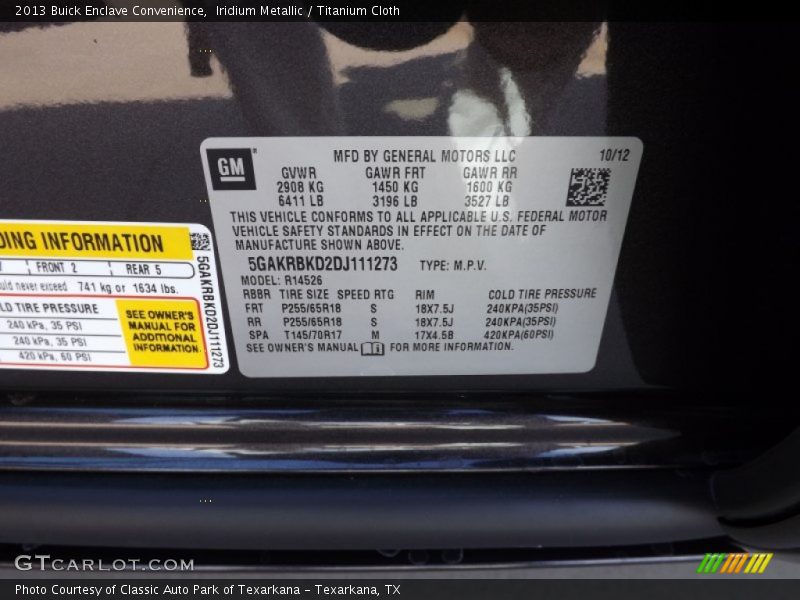 2013 Buick Enclave Convenience,  Iridium Metallic / Titanium Cloth
GM
MFD BY GENERAL MOTORS LLC 10/12
GVWR GAWR FRT GAWR RR
2908 KG 1450 KG 1600 KG
6411 LB 3196 LB 3527 LB
THIS VEHICLE CONFORMS TO ALL APPLICABLE U.S. FEDERAL MOTOR
VEHICLE SAFETY STANDARDS IN EFFECT ON THE DATE OF
MANUFACTURE SHOWN ABOVE.
5GAKRBKD2DJ111273 TYPE: M.P.V.
MODEL: R14526
RBBR TIRE SIZE SPEED RTG RIM COLD TIRE PRESSURE
FRT P255/65R18 S 18X7.5J 240KPA(35PSI)
RR P255/65R18 S 18X7.5J 240KPA(35PSI)
SPA T145/70R17 M 17X4.5B 420KPA(60PSI)
SEE OWNER'S MANUAL FOR MORE INFORMATION.
DING INFORMATION
FRONT 2 REAR 5
uld never exceed 741 kg or 1634 lbs.
LD TIRE PRESSURE
240 kPa, 35 PSI
240 kPa, 35 PSI
420 kPa, 60 PSI
SEE OWNER'S
MANUAL FOR
ADDITIONAL
INFORMATION.
5GAKRBKD2DJ111273
GTCARLOT.COM
Photo Courtesy of Classic Auto Park of Texarkana – Texarkana, TX